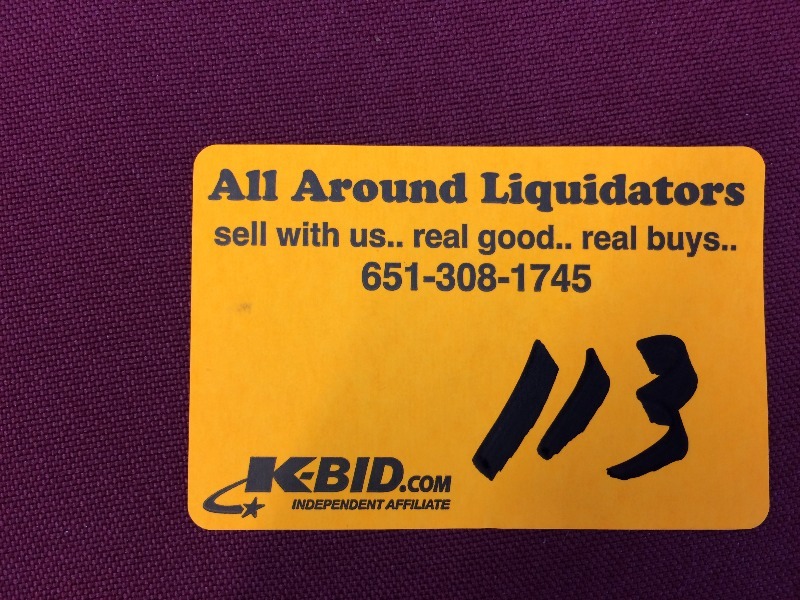 All Around Liquidators
sell with us.. real good.. real buys..
651-308-1745
113
K-BID.COM
INDEPENDENT AFFILIATE